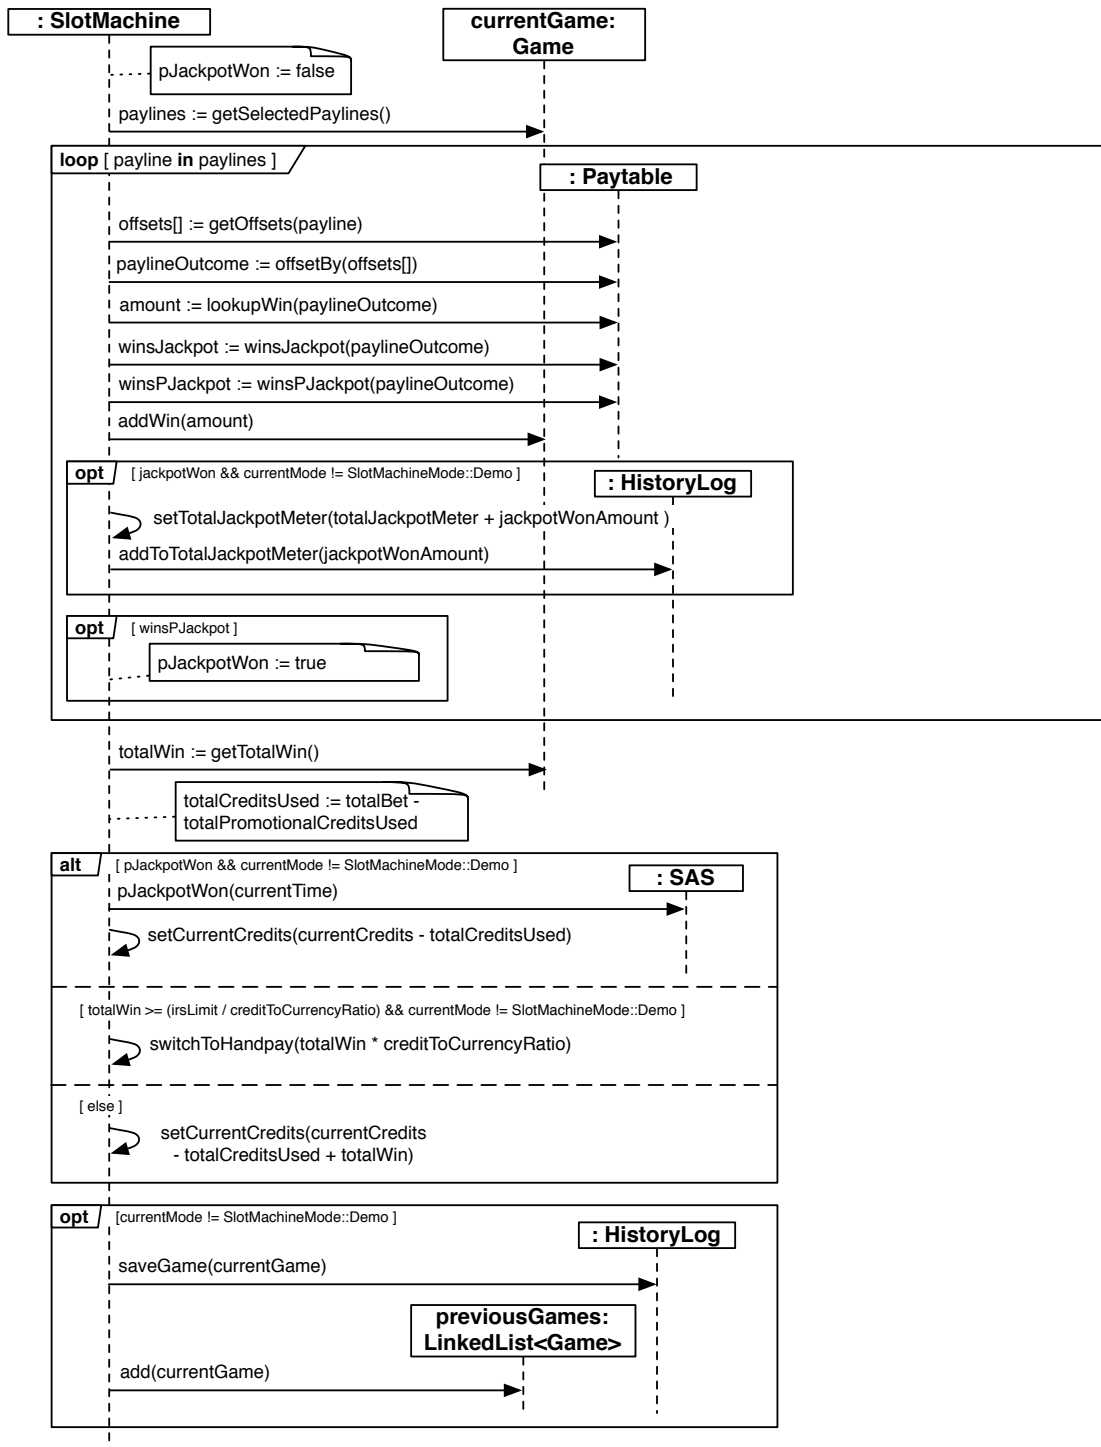 : SlotMachine
currentGame:
Game
pJackpotWon := false
paylines := getSelectedPaylines()
loop [ payline in paylines ]
: Paytable
offsets[] := getOffsets(payline)
paylineOutcome := offsetBy(offsets[])
amount := lookupWin(paylineOutcome)
winsJackpot := winsJackpot(paylineOutcome)
winsPJackpot := winsPJackpot(paylineOutcome)
addWin(amount)
opt [ jackpotWon && currentMode != SlotMachineMode::Demo ]
: HistoryLog
setTotalJackpotMeter(totalJackpotMeter + jackpotWonAmount )
addToTotalJackpotMeter(jackpotWonAmount)
opt [ winsPJackpot ]
pJackpotWon := true
totalWin := getTotalWin()
totalCreditsUsed := totalBet -
totalPromotionalCreditsUsed
alt [ pJackpotWon && currentMode != SlotMachineMode::Demo ]
: SAS
pJackpotWon(currentTime)
setCurrentCredits(currentCredits - totalCreditsUsed)
[ totalWin >= (irsLimit / creditToCurrencyRatio) && currentMode != SlotMachineMode::Demo ]
switchToHandpay(totalWin * creditToCurrencyRatio)
[ else ]
setCurrentCredits(currentCredits
- totalCreditsUsed + totalWin)
opt [currentMode != SlotMachineMode::Demo ]
: HistoryLog
saveGame(currentGame)
previousGames:
LinkedList<Game>
add(currentGame)